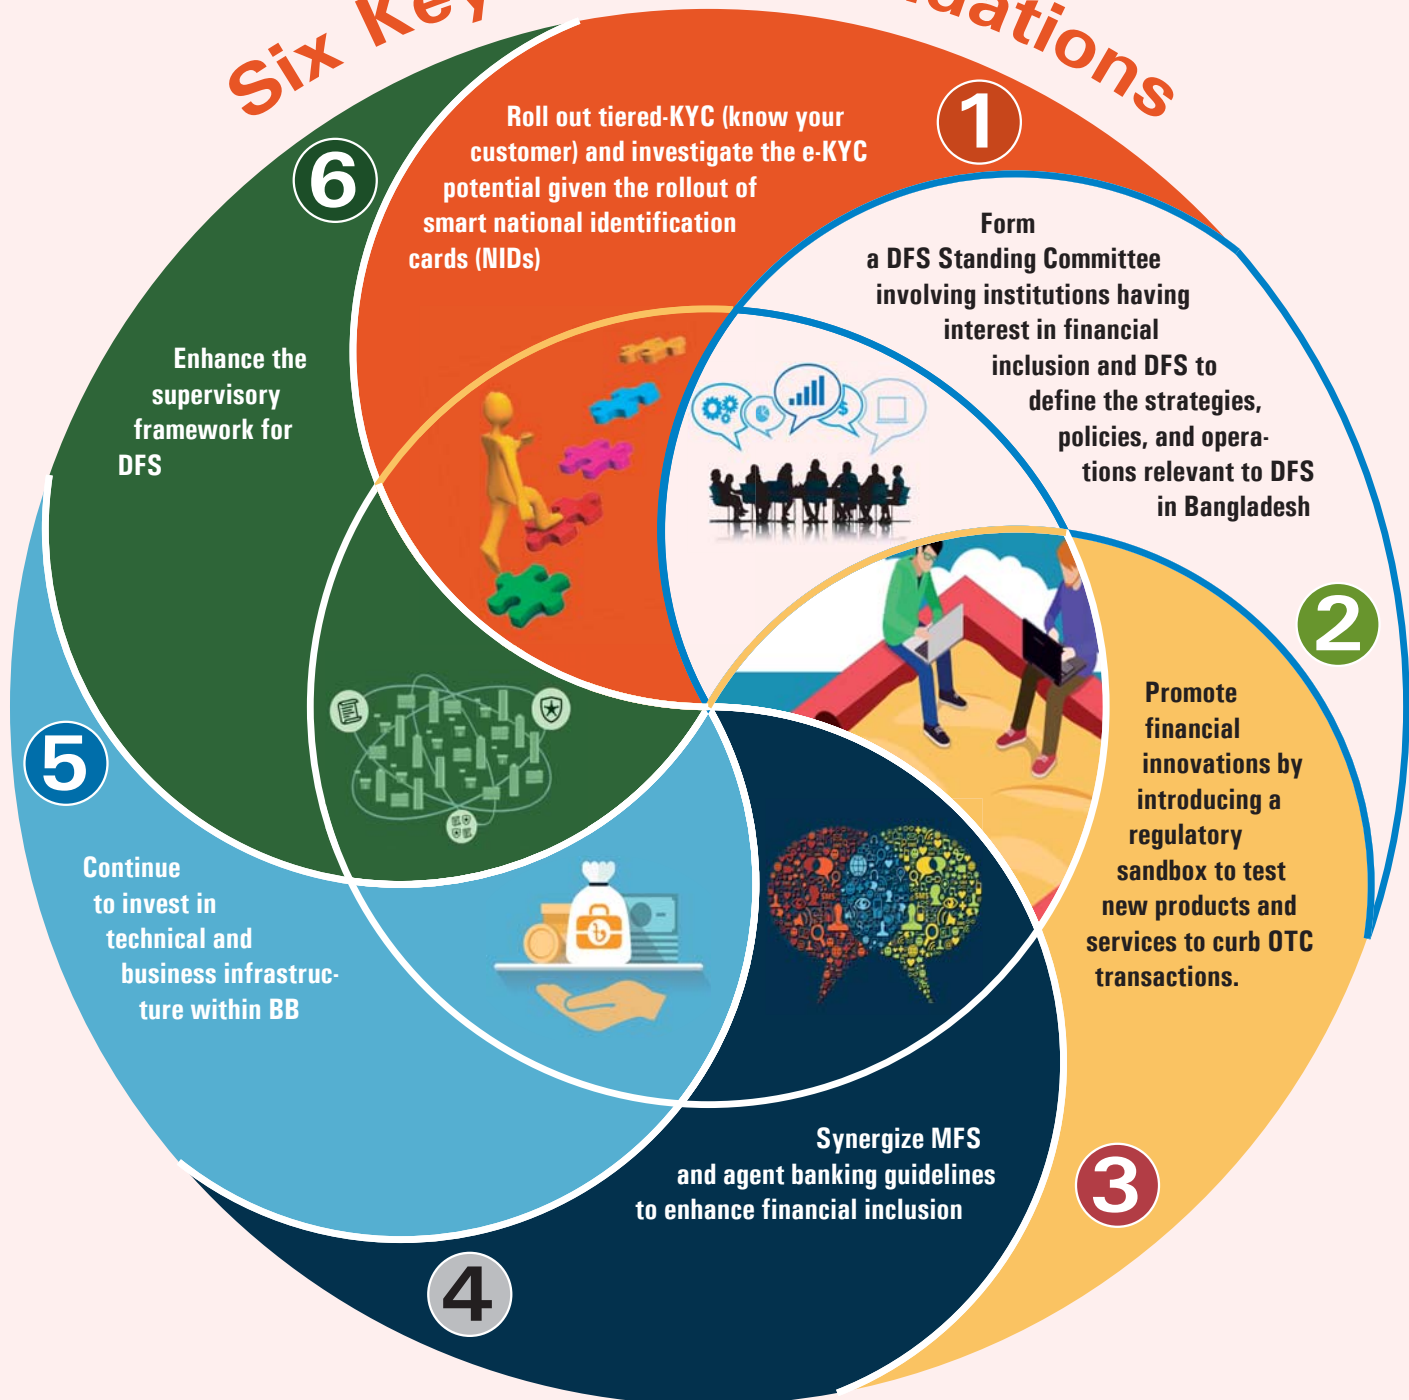 Six Key
dations
1
Roll out tiered-KYC (know your
customer) and investigate the e-KYC
potential given the rollout of
smart national identification
cards (NIDs)
2
Form
a DFS Standing Committee
involving institutions having
interest in financial
inclusion and DFS to
define the strategies,
policies, and opera-
tions relevant to DFS
in Bangladesh
3
Promote
financial
innovations by
introducing a
regulatory
sandbox to test
new products and
services to curb OTC
transactions.
4
Synergize MFS
and agent banking guidelines
to enhance financial inclusion
5
Continue
to invest in
technical and
business infrastruc-
ture within BB
6
Enhance the
supervisory
framework for
DFS